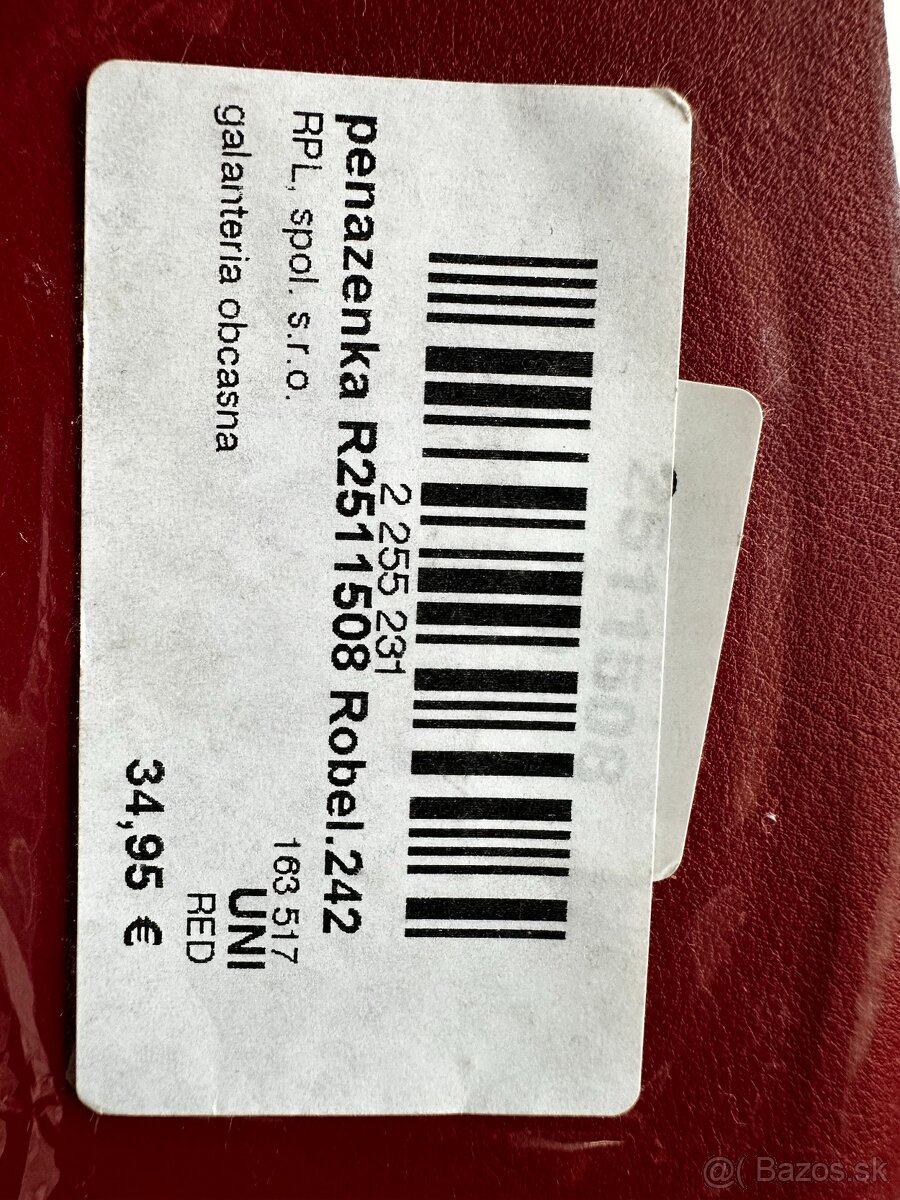 2511508
2 255 231
penazenka R2511508 Robel.242
RPL, spol. s.r.o.
163 517
UNI
galanteria obcasna
RED
34,95 €
@( Bazos.sk